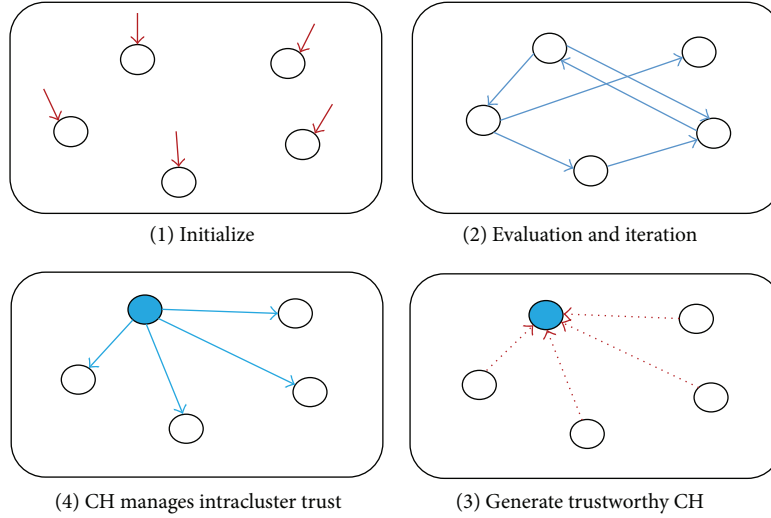 (1) Initialize
(2) Evaluation and iteration
(4) CH manages intracluster trust
(3) Generate trustworthy CH